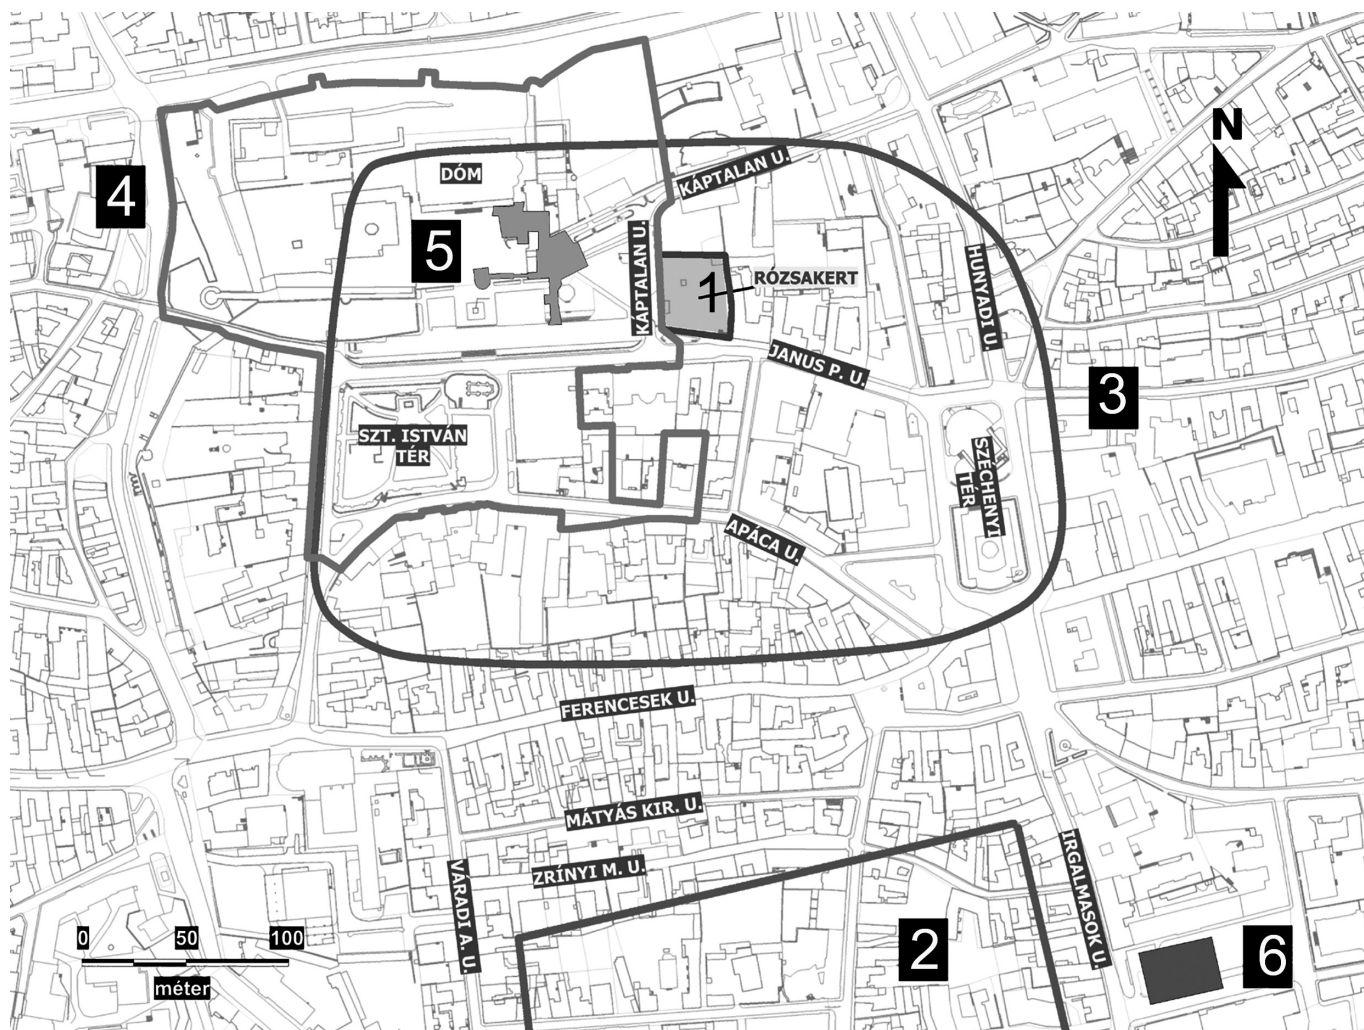 N
4
DÓM
KÁPTALAN U.
5
KÁPTALAN U.
1
RÓZSAKERT
HUNYADI U.
JANUS P. U.
3
SZT. ISTVÁN
TÉR
SZÉCHENYI
TÉR
APÁCA U.
FERENCESEK U.
MÁTYÁS KIR. U.
ZRÍNYI M. U.
VÁRADI A. U.
IRGALMASOK U.
2
6
0 50 100
méter